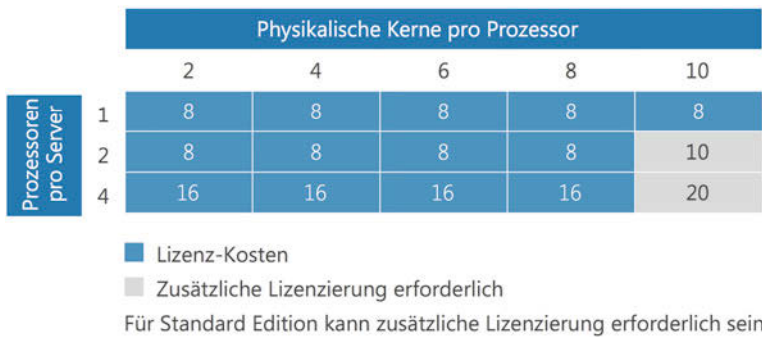 Physikalische Kerne pro Prozessor
2 4 6 8 10
Prozessoren
pro Server
1 8 8 8 8 8
2 8 8 8 8 10
4 16 16 16 16 20
Lizenz-Kosten
Zusätzliche Lizenzierung erforderlich
Für Standard Edition kann zusätzliche Lizenzierung erforderlich sein